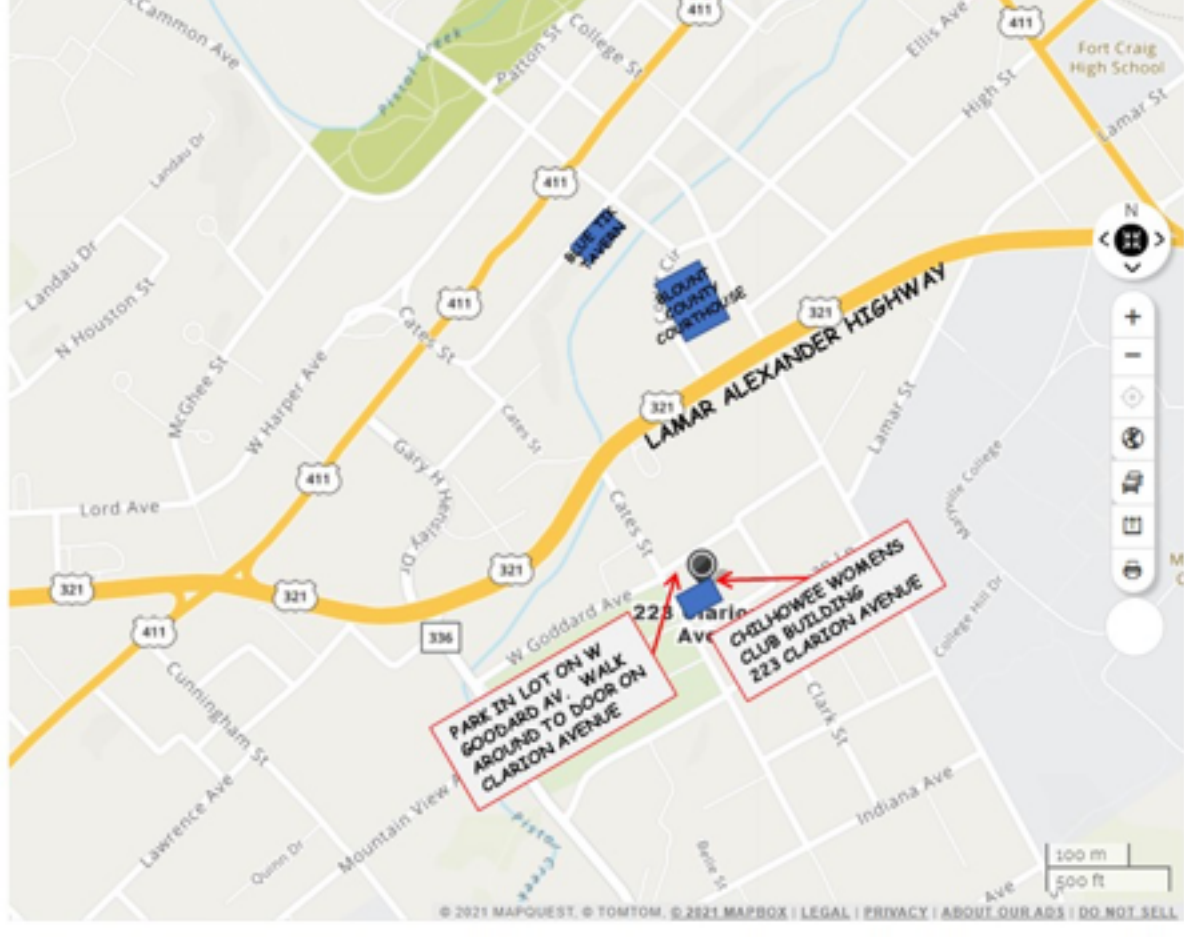 McCammon Ave
Pistol Creek
Patton St
College St
411
Ellis Ave
411
Fort Craig
High School
High St
Lamar St
Landau Dr
411
BLUE TIK
TAVERN
N
Landau Dr
N Houston St
Cir
BLOUNT
COUNTY
COURTHOUSE
411
321
LAMAR ALEXANDER HIGHWAY
Cates St
McGhee St
W Harper Ave
321
Cates St
Lamar St
Gary H Hensley Dr
411
Maryville College
Lord Ave
Cates St
321
321
321
W Goddard Ave
223 Clarion
Ave
CHILHOWEE WOMENS
CLUB BUILDING
223 CLARION AVENUE
College Hill Dr
411
336
PARK IN LOT ON W
GOODARD AV. WALK
AROUND TO DOOR ON
CLARION AVENUE
Cunningham St
Clark St
Lawrence Ave
Mountain View A
Quinn Dr
Pistol Creek
Indiana Ave
Belle St
100 m
500 ft
Ave
© 2021 MAPQUEST, © TOMTOM, © 2021 MAPBOX | LEGAL | PRIVACY | ABOUT OUR ADS | DO NOT SELL